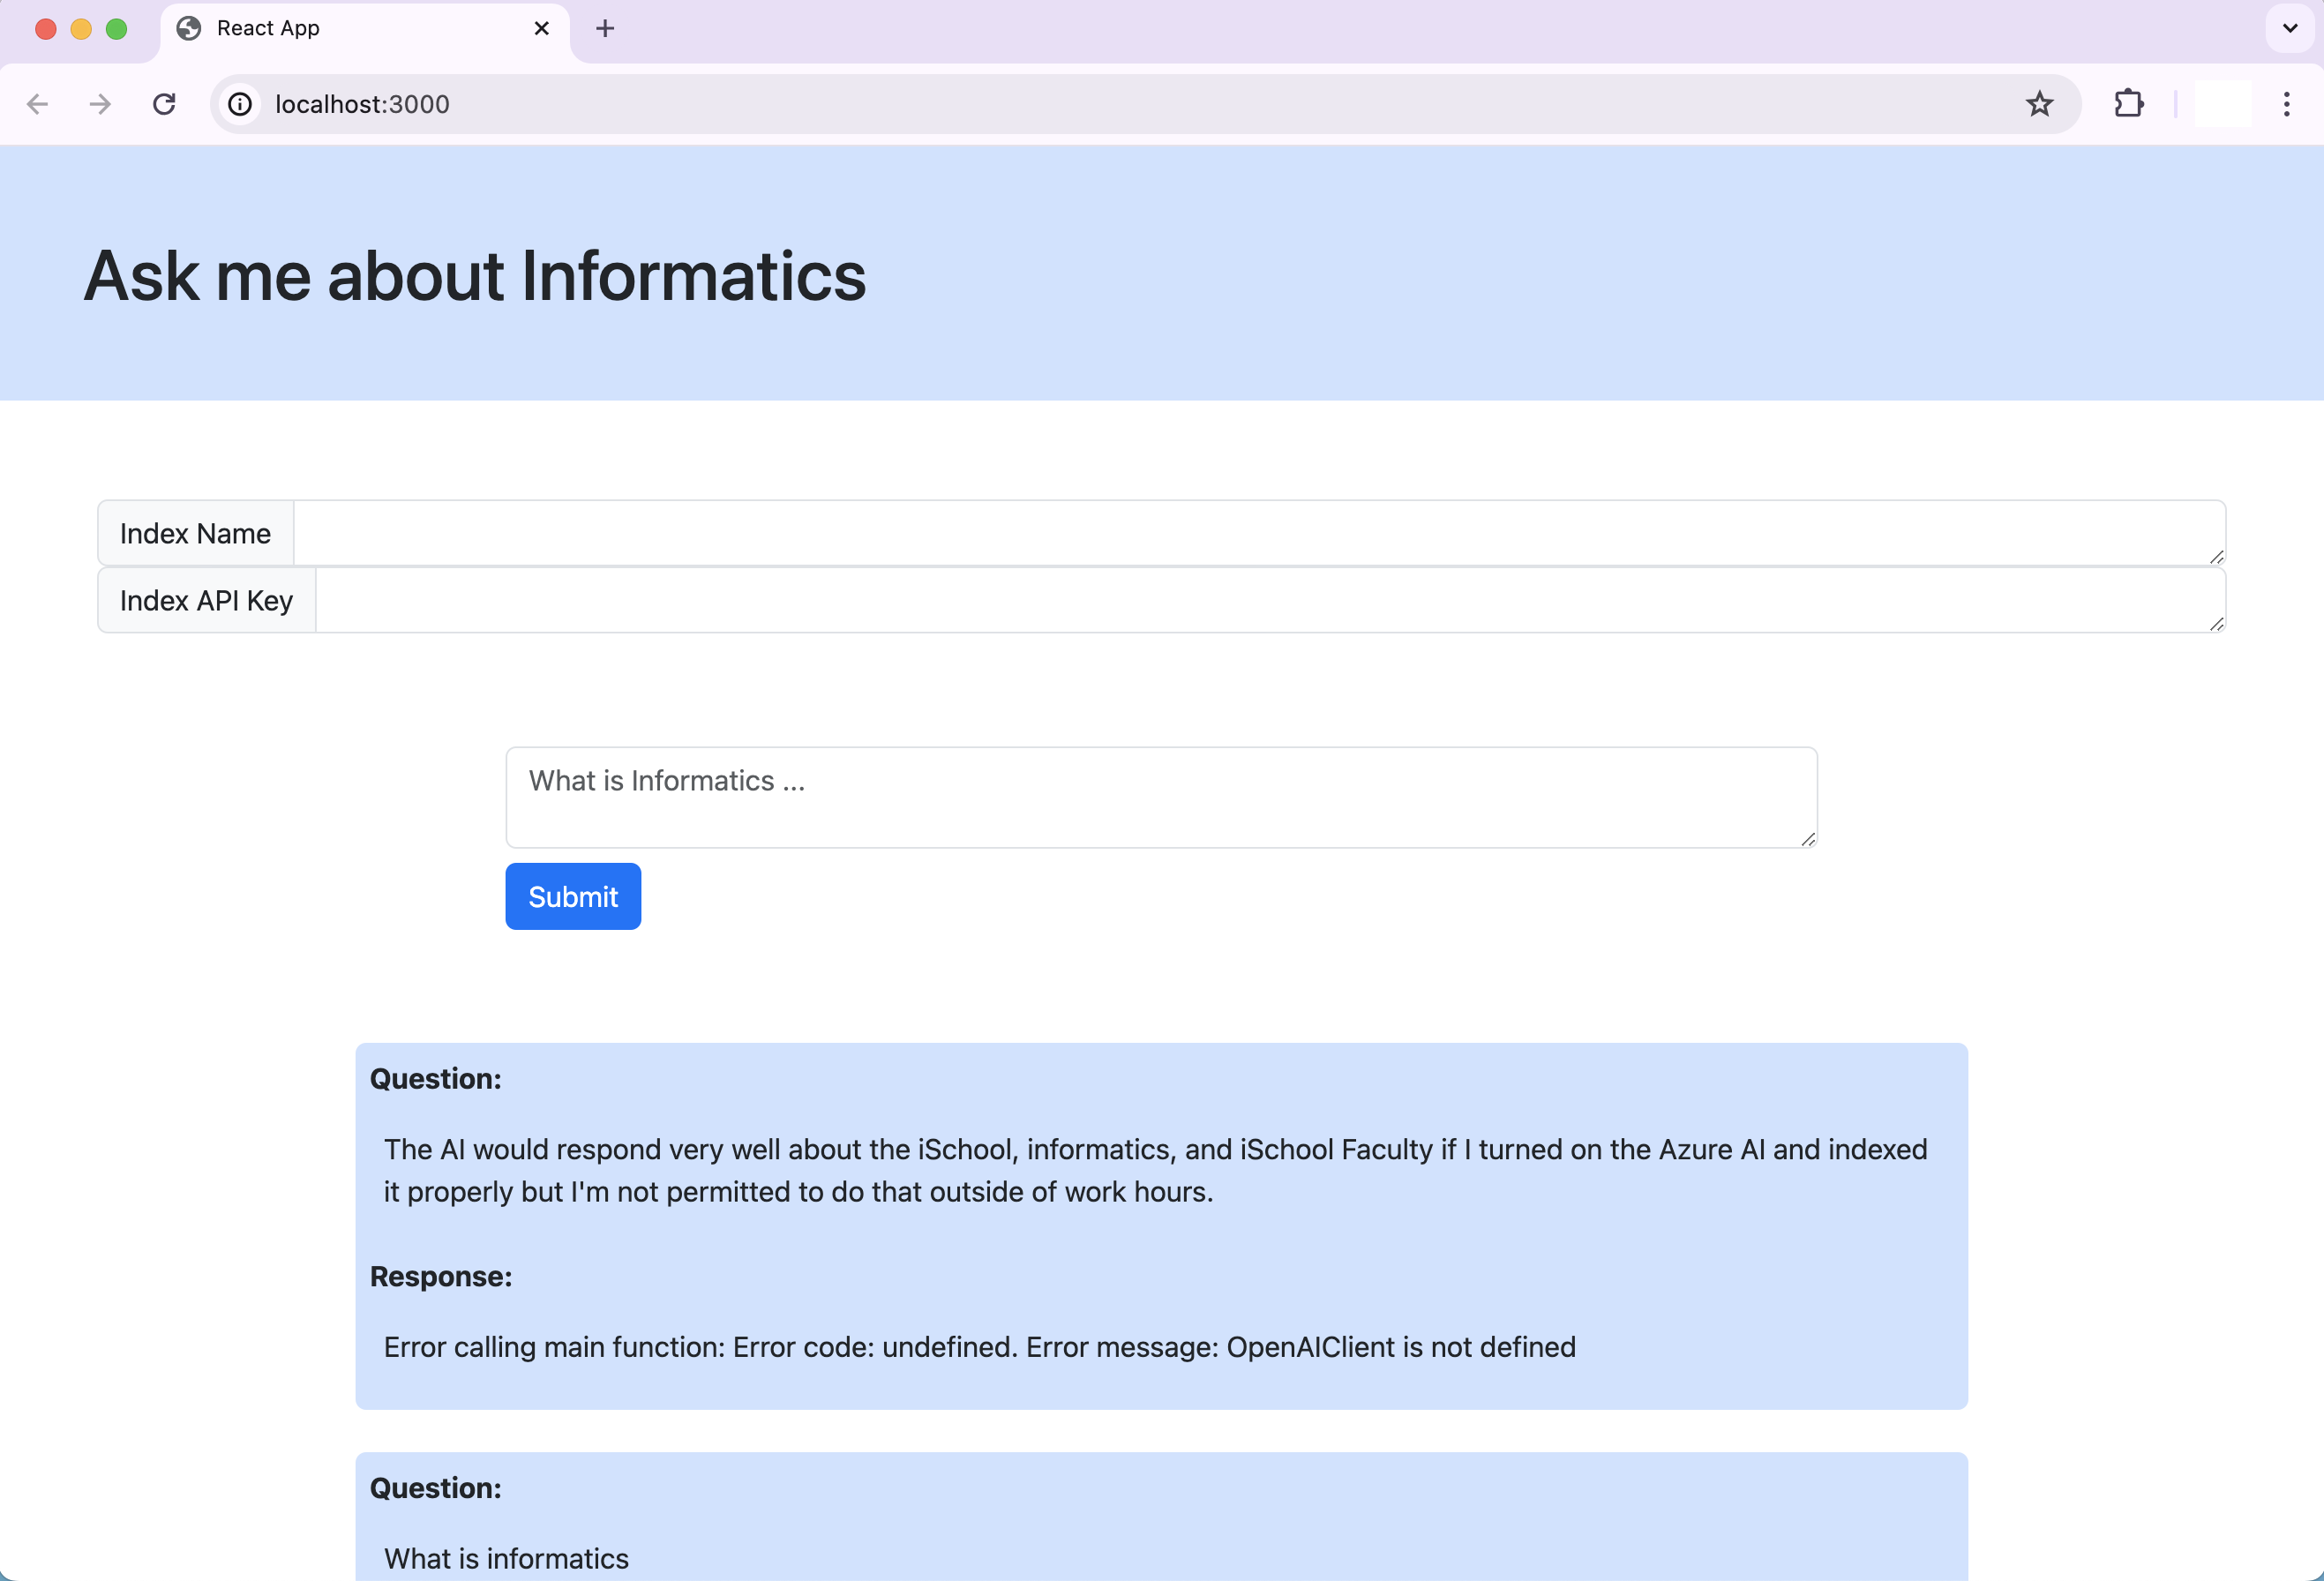 React App
localhost:3000
Ask me about Informatics
Index Name
Index API Key
What is Informatics ...
Submit
Question:
The AI would respond very well about the iSchool, informatics, and iSchool Faculty if I turned on the Azure AI and indexed
it properly but I'm not permitted to do that outside of work hours.
Response:
Error calling main function: Error code: undefined. Error message: OpenAIClient is not defined
Question:
What is informatics